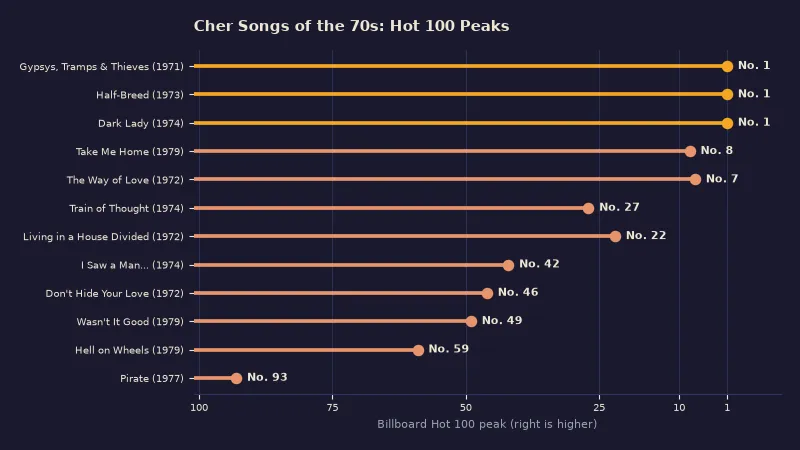 Cher Songs of the 70s: Hot 100 Peaks
Gypsys, Tramps & Thieves (1971) No. 1
Half-Breed (1973) No. 1
Dark Lady (1974) No. 1
Take Me Home (1979) No. 8
The Way of Love (1972) No. 7
Train of Thought (1974) No. 27
Living in a House Divided (1972) No. 22
I Saw a Man... (1974) No. 42
Don't Hide Your Love (1972) No. 46
Wasn't It Good (1979) No. 49
Hell on Wheels (1979) No. 59
Pirate (1977) No. 93
100 75 50 25 10 1
Billboard Hot 100 peak (right is higher)